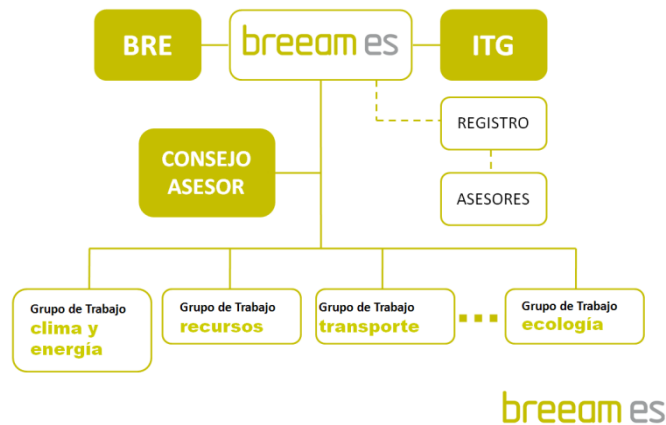 BRE
breeam es
ITG
REGISTRO
CONSEJO
ASESOR
ASESORES
Grupo de Trabajo
clima y
energía
Grupo de Trabajo
recursos
Grupo de Trabajo
transporte
Grupo de Trabajo
ecología
breeam es